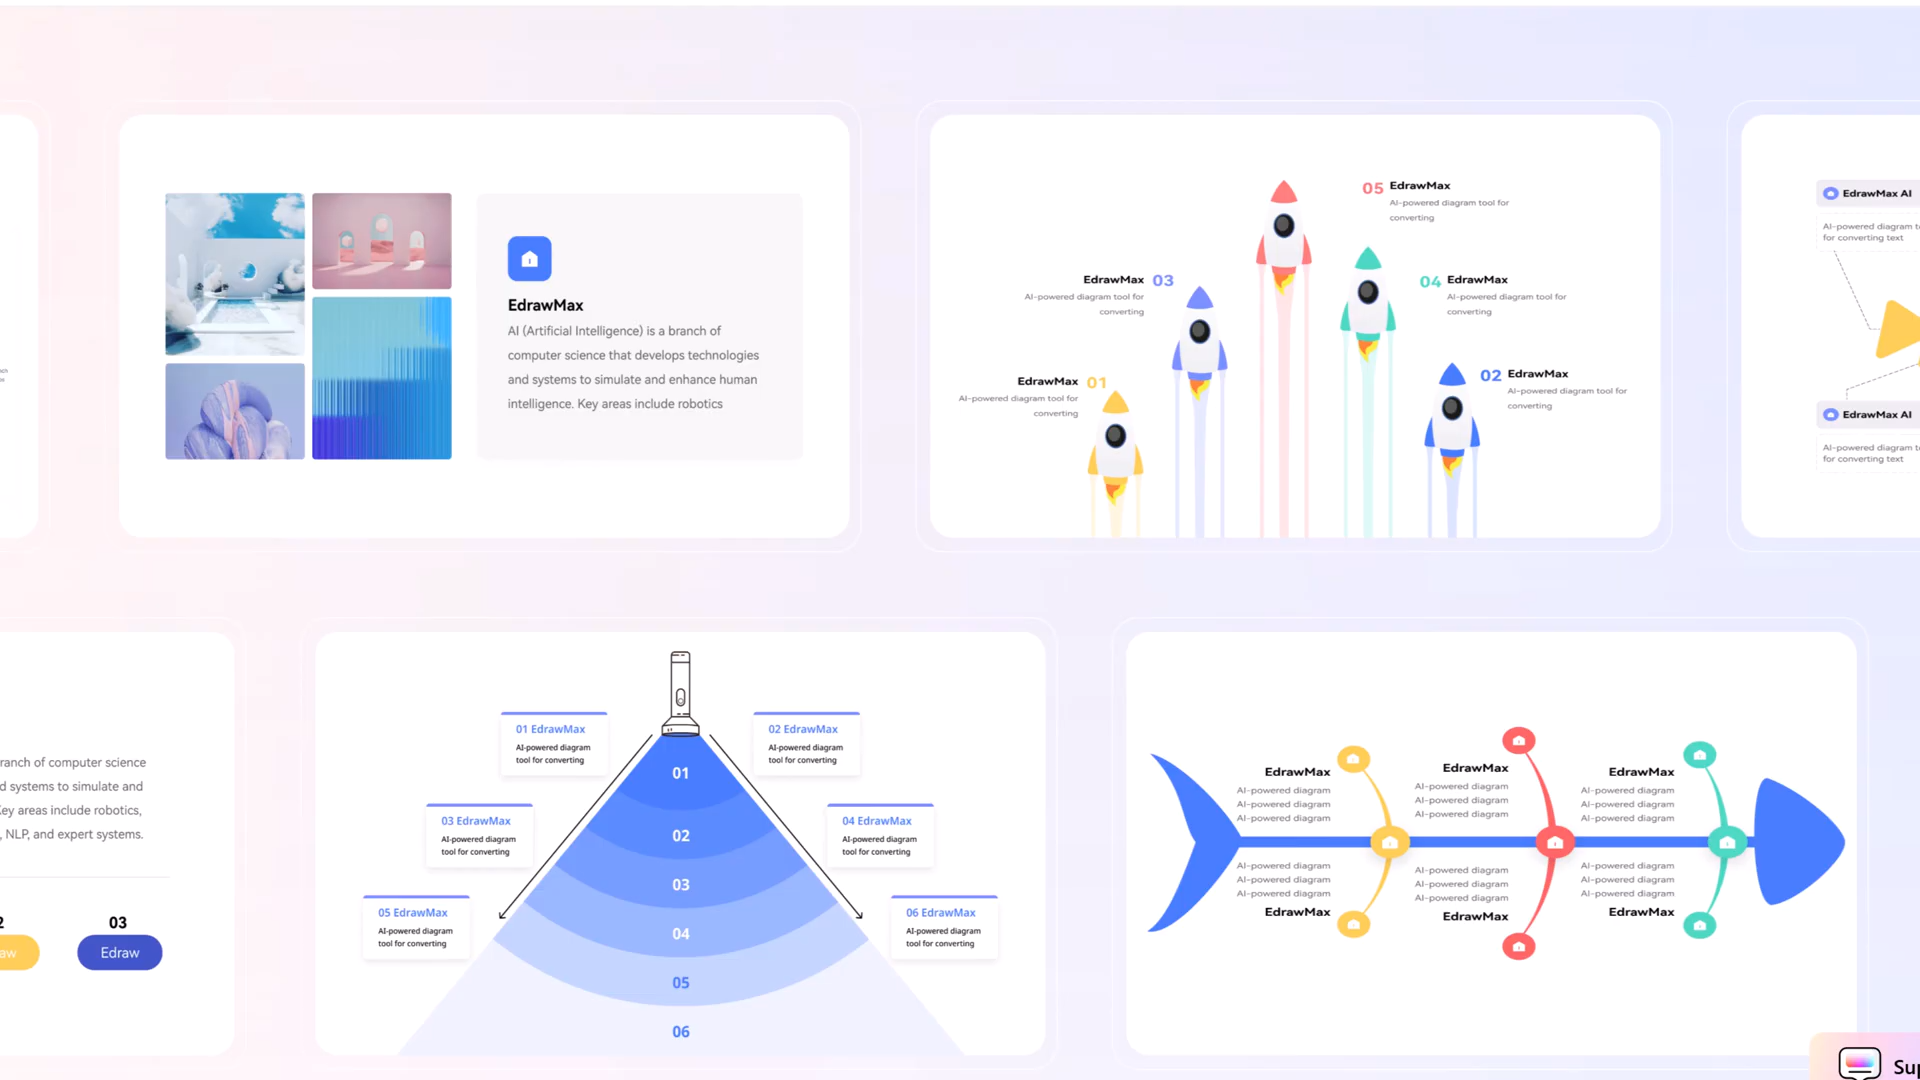 EdrawMax
AI (Artificial Intelligence) is a branch of
computer science that develops technologies
and systems to simulate and enhance human
intelligence. Key areas include robotics
05 EdrawMax
AI-powered diagram tool for
converting
EdrawMax 03
AI-powered diagram tool for
converting
04 EdrawMax
AI-powered diagram tool for
converting
EdrawMax 01
AI-powered diagram tool for
converting
02 EdrawMax
AI-powered diagram tool for
converting
EdrawMax AI
AI-powered diagram
for converting text
EdrawMax AI
AI-powered diagram
for converting text
branch of computer science
systems to simulate and
Key areas include robotics,
, NLP, and expert systems.
03
Edraw
01 EdrawMax
AI-powered diagram
tool for converting
02 EdrawMax
AI-powered diagram
tool for converting
03 EdrawMax
AI-powered diagram
tool for converting
04 EdrawMax
AI-powered diagram
tool for converting
05 EdrawMax
AI-powered diagram
tool for converting
06 EdrawMax
AI-powered diagram
tool for converting
01
02
03
04
05
06
EdrawMax
AI-powered diagram
AI-powered diagram
AI-powered diagram
EdrawMax
AI-powered diagram
AI-powered diagram
AI-powered diagram
EdrawMax
AI-powered diagram
AI-powered diagram
AI-powered diagram
AI-powered diagram
AI-powered diagram
AI-powered diagram
EdrawMax
AI-powered diagram
AI-powered diagram
AI-powered diagram
EdrawMax
AI-powered diagram
AI-powered diagram
AI-powered diagram
EdrawMax